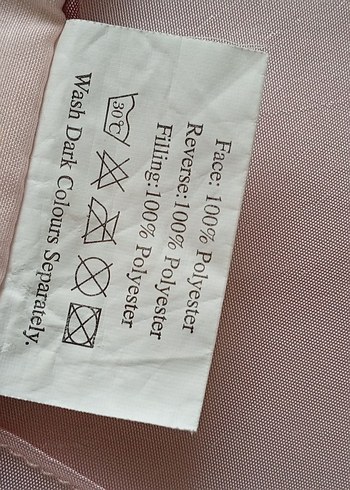 Face: 100% Polyester
Reverse:100% Polyester
Filling:100% Polyester
30℃
Wash Dark Colours Separately.